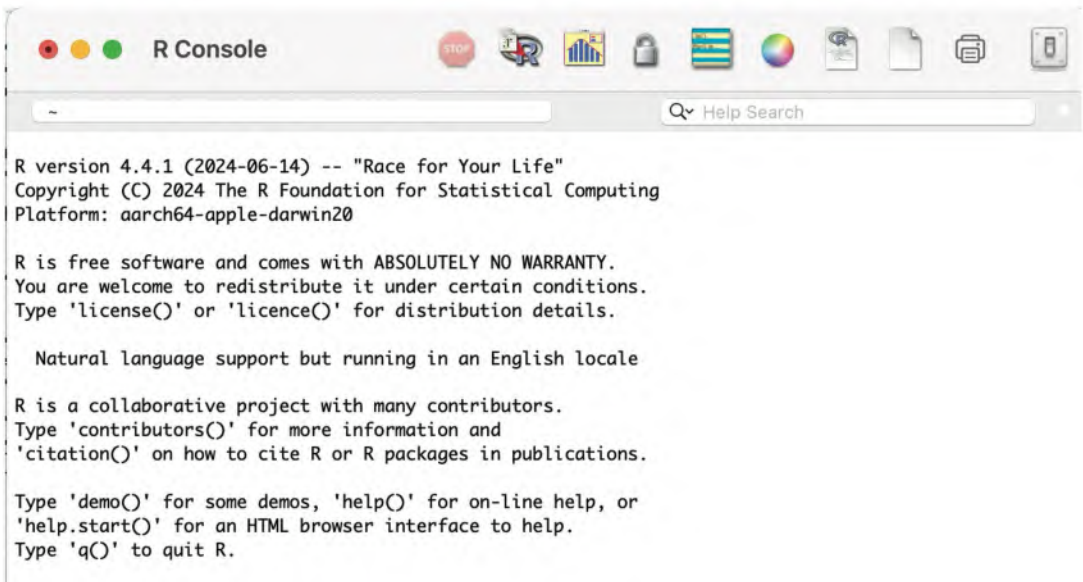 R Console
STOP
~
Help Search
R version 4.4.1 (2024-06-14) -- "Race for Your Life"
Copyright (C) 2024 The R Foundation for Statistical Computing
Platform: aarch64-apple-darwin20
R is free software and comes with ABSOLUTELY NO WARRANTY.
You are welcome to redistribute it under certain conditions.
Type 'license()' or 'licence()' for distribution details.
Natural language support but running in an English locale
R is a collaborative project with many contributors.
Type 'contributors()' for more information and
'citation()' on how to cite R or R packages in publications.
Type 'demo()' for some demos, 'help()' for on-line help, or
'help.start()' for an HTML browser interface to help.
Type 'q()' to quit R.